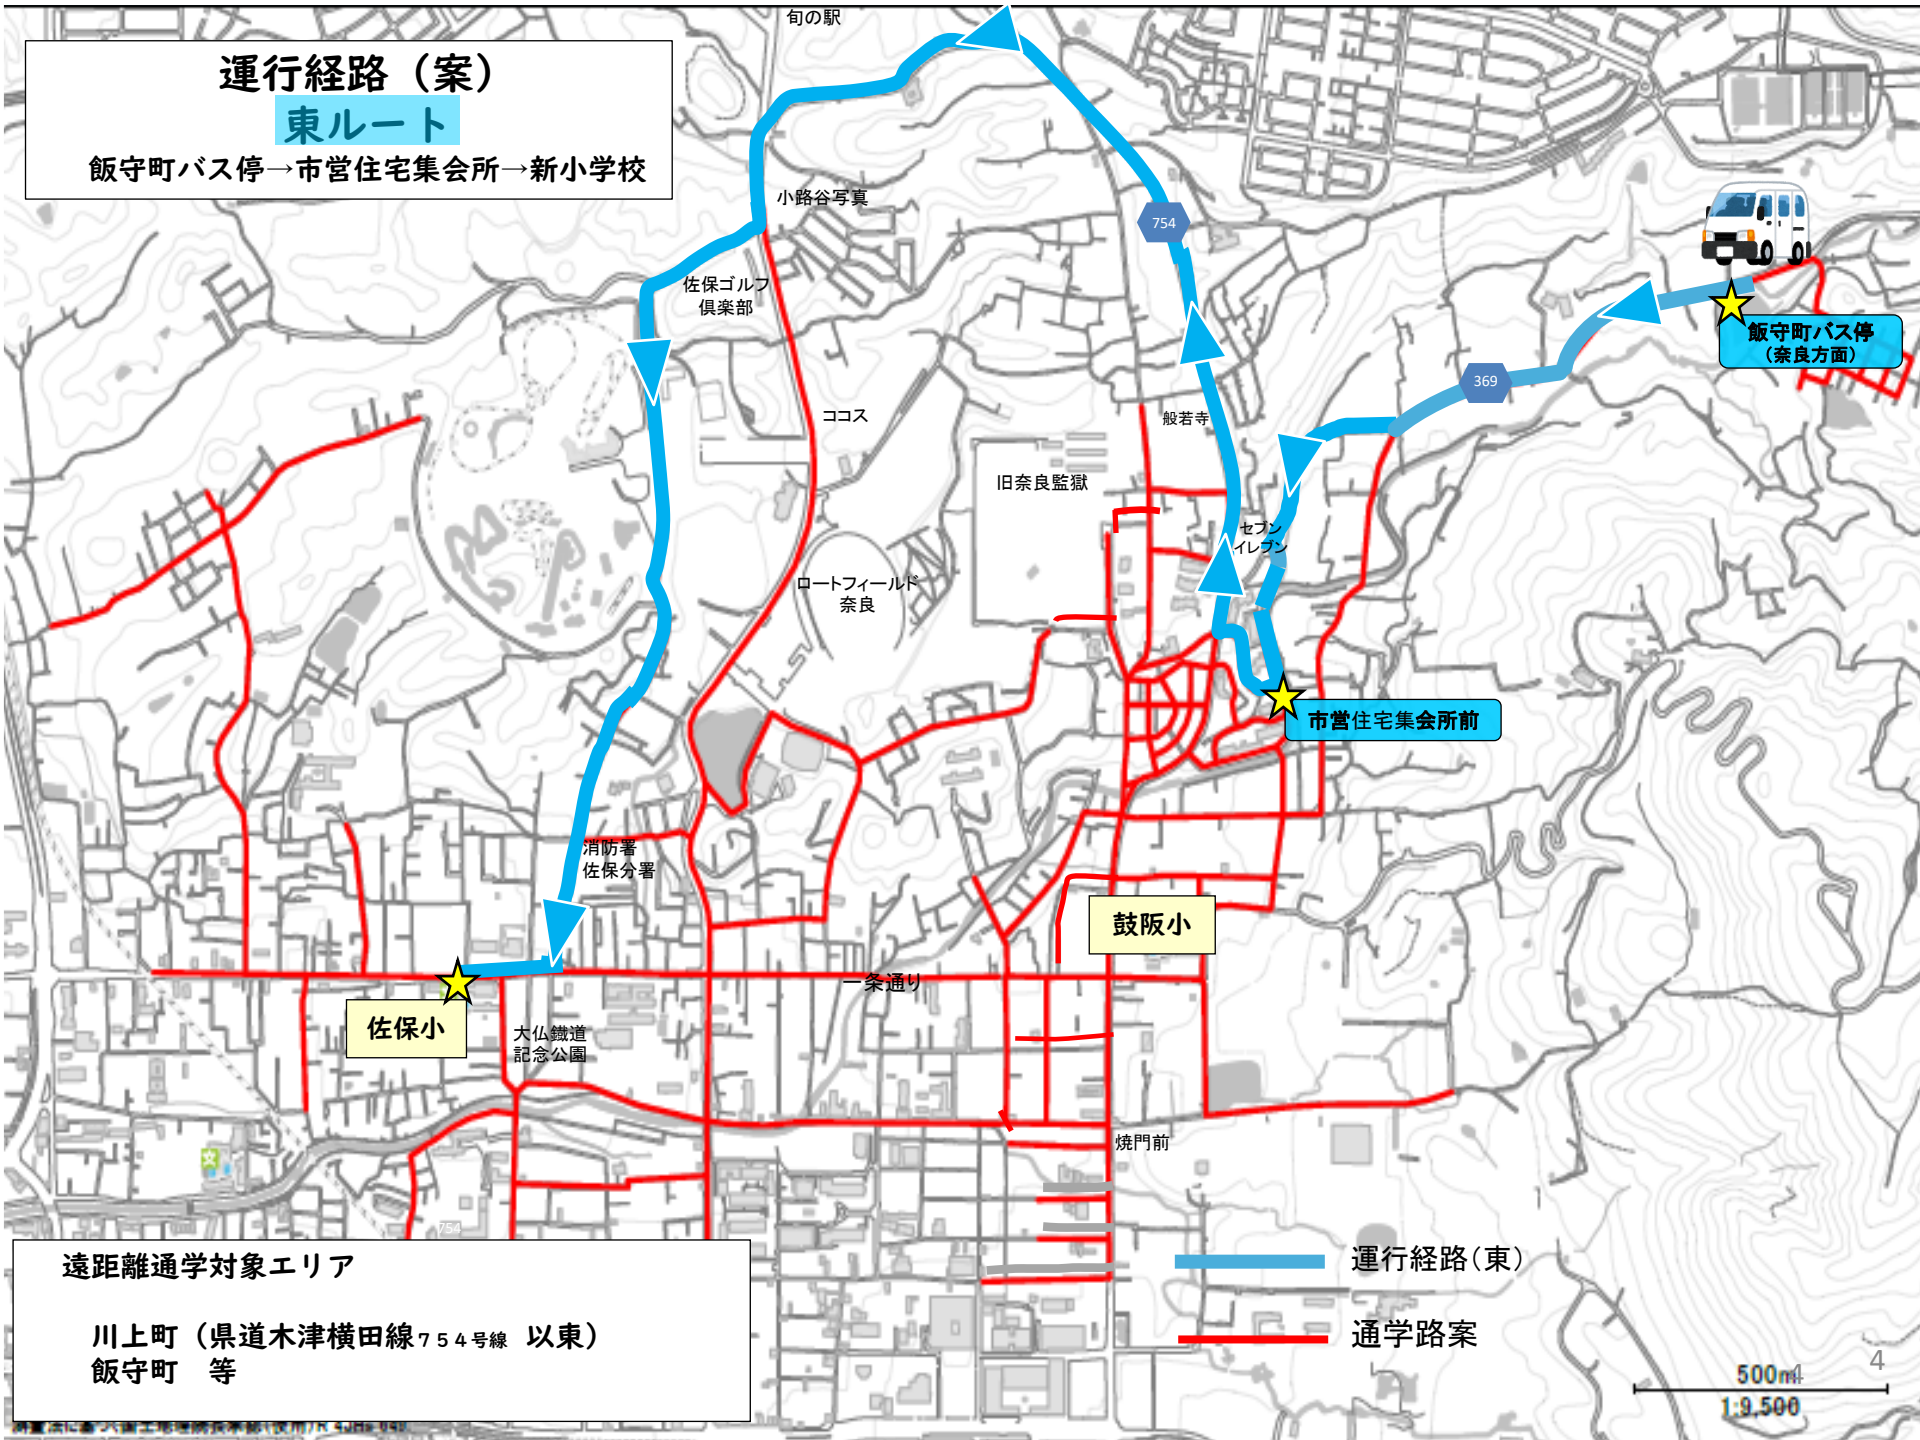 旬の駅
運行経路（案）
東ルート
飯守町バス停→市営住宅集会所→新小学校
小路谷写真
754
佐保ゴルフ
倶楽部
飯守町バス停
（奈良方面）
369
ココス
般若寺
旧奈良監獄
セブン
イレブン
ロートフィールド
奈良
市営住宅集会所前
消防署
佐保分署
鼓阪小
一条通り
佐保小
大仏鐵道
記念公園
焼門前
文
754
遠距離通学対象エリア
川上町（県道木津横田線７５４号線 以東）
飯守町 等
運行経路（東）
通学路案
500m
4
4
1:9,500